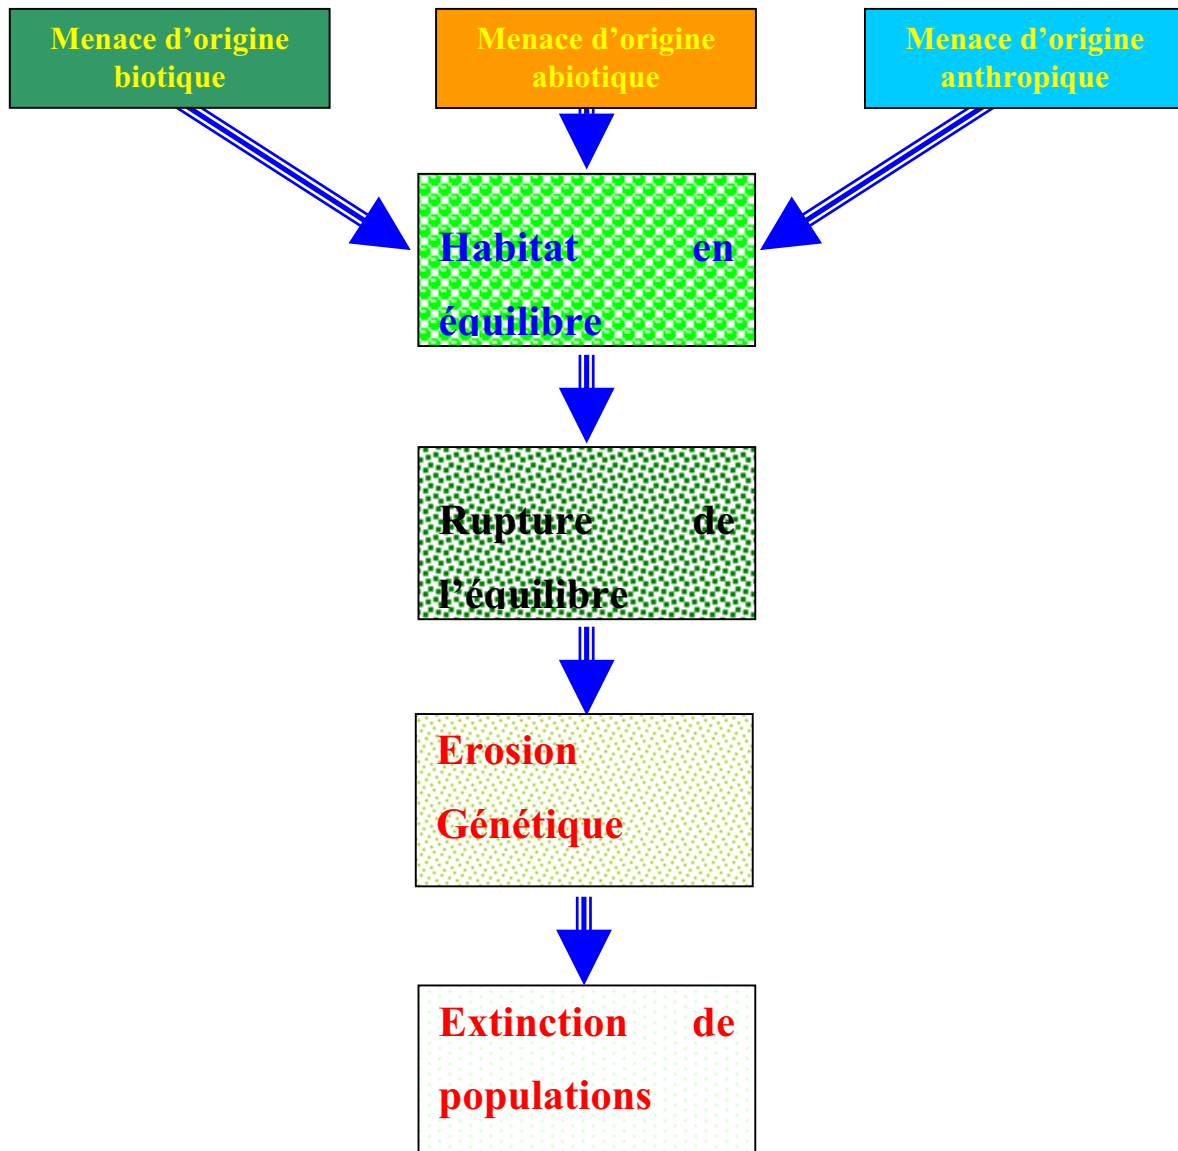 Menace d’origine
biotique
Menace d’origine
abiotique
Menace d’origine
anthropique
Habitat en
équilibre
Rupture de
l’équilibre
Erosion
Génétique
Extinction de
populations